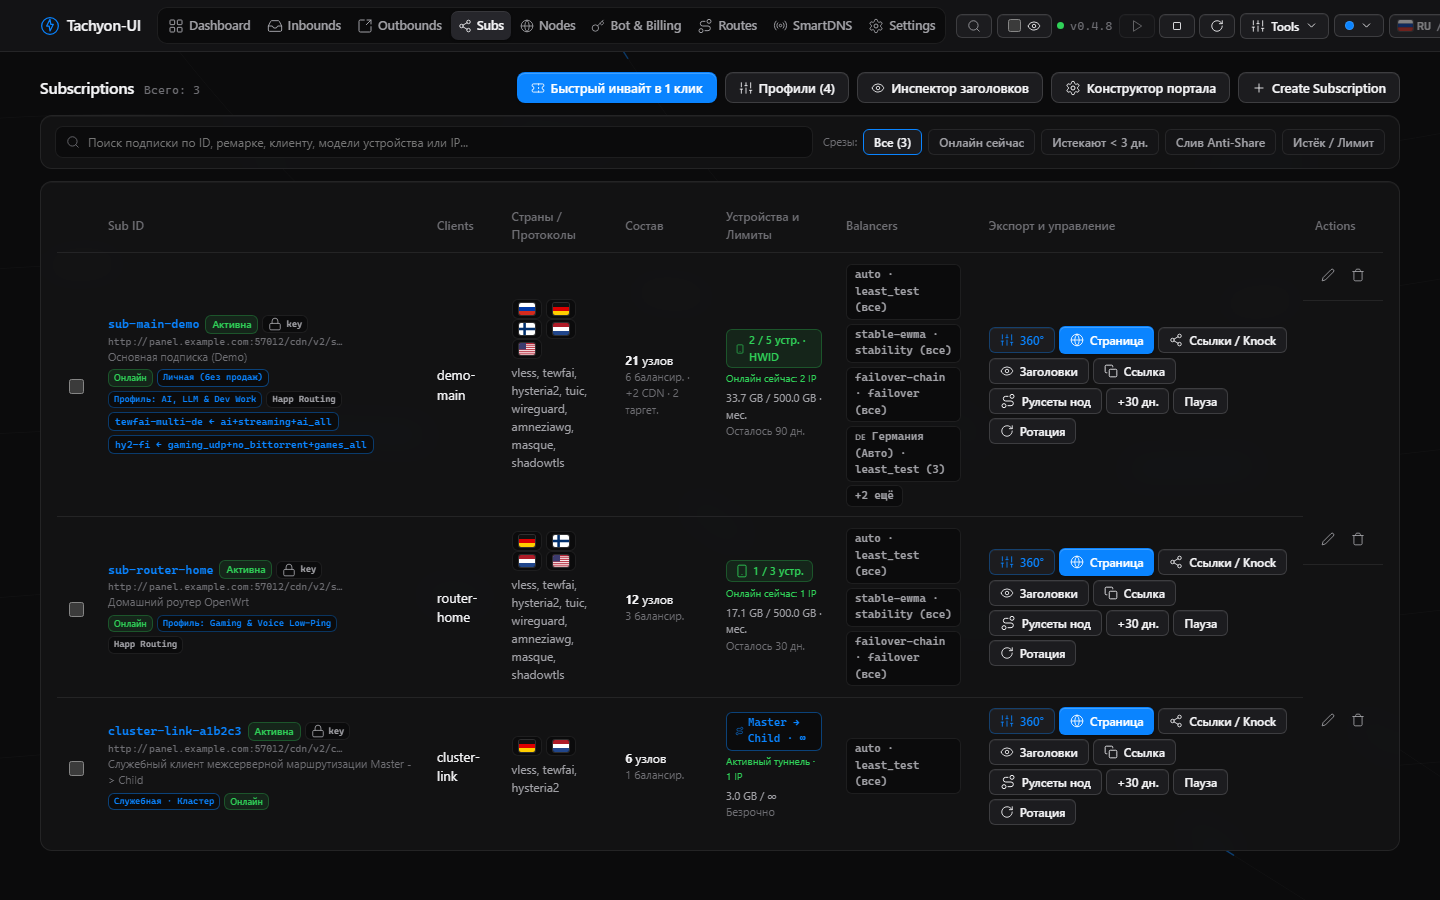 Tachyon-UI
Dashboard
Inbounds
Outbounds
Subs
Nodes
Bot & Billing
Routes
SmartDNS
Settings
v0.4.8
Tools
RU
Subscriptions
Всего: 3
Быстрый инвайт в 1 клик
Профили (4)
Инспектор заголовков
Конструктор портала
+ Create Subscription
Поиск подписки по ID, ремарке, клиенту, модели устройства или IP...
Срезы:
Все (3)
Онлайн сейчас
Истекают < 3 дн.
Слив Anti-Share
Истёк / Лимит
Sub ID
Clients
Страны /
Протоколы
Состав
Устройства и
Лимиты
Balancers
Экспорт и управление
Actions
sub-main-demo
Активна
key
http://panel.example.com:57012/cdn/v2/s…
Основная подписка (Demo)
Онлайн
Личная (без продаж)
Профиль: AI, LLM & Dev Work
Happ Routing
tewfai-multi-de ← ai+streaming+ai_all
hy2-fi ← gaming_udp+no_bittorrent+games_all
demo-
main
vless, tewfai,
hysteria2, tuic,
wireguard,
amneziawg,
masque,
shadowtls
21 узлов
6 балансир. ·
+2 CDN · 2
таргет.
2 / 5 устр. ·
HWID
Онлайн сейчас: 2 IP
33.7 GB / 500.0 GB ·
мес.
Осталось 90 дн.
auto ·
least_test
(все)
stable-ewma ·
stability (все)
failover-chain
· failover
(все)
DE Германия
(Авто) ·
least_test (3)
+2 ещё
360°
Страница
Ссылки / Knock
Заголовки
Ссылка
Рулсеты нод
+30 дн.
Пауза
Ротация
sub-router-home
Активна
key
http://panel.example.com:57012/cdn/v2/s…
Домашний роутер OpenWrt
Онлайн
Профиль: Gaming & Voice Low-Ping
Happ Routing
router-
home
vless, tewfai,
hysteria2, tuic,
wireguard,
amneziawg,
masque,
shadowtls
12 узлов
3 балансир.
1 / 3 устр.
Онлайн сейчас: 1 IP
17.1 GB / 500.0 GB ·
мес.
Осталось 30 дн.
auto ·
least_test
(все)
stable-ewma ·
stability (все)
failover-chain
· failover
(все)
360°
Страница
Ссылки / Knock
Заголовки
Ссылка
Рулсеты нод
+30 дн.
Пауза
Ротация
cluster-link-a1b2c3
Активна
key
http://panel.example.com:57012/cdn/v2/c…
Служебный клиент межсерверной маршрутизации Master -
> Child
Служебная · Кластер
Онлайн
cluster-
link
vless, tewfai,
hysteria2
6 узлов
1 балансир.
Master →
Child · ∞
Активный туннель ·
1 IP
3.0 GB / ∞
Безрочно
auto ·
least_test
(все)
360°
Страница
Ссылки / Knock
Заголовки
Ссылка
Рулсеты нод
+30 дн.
Пауза
Ротация